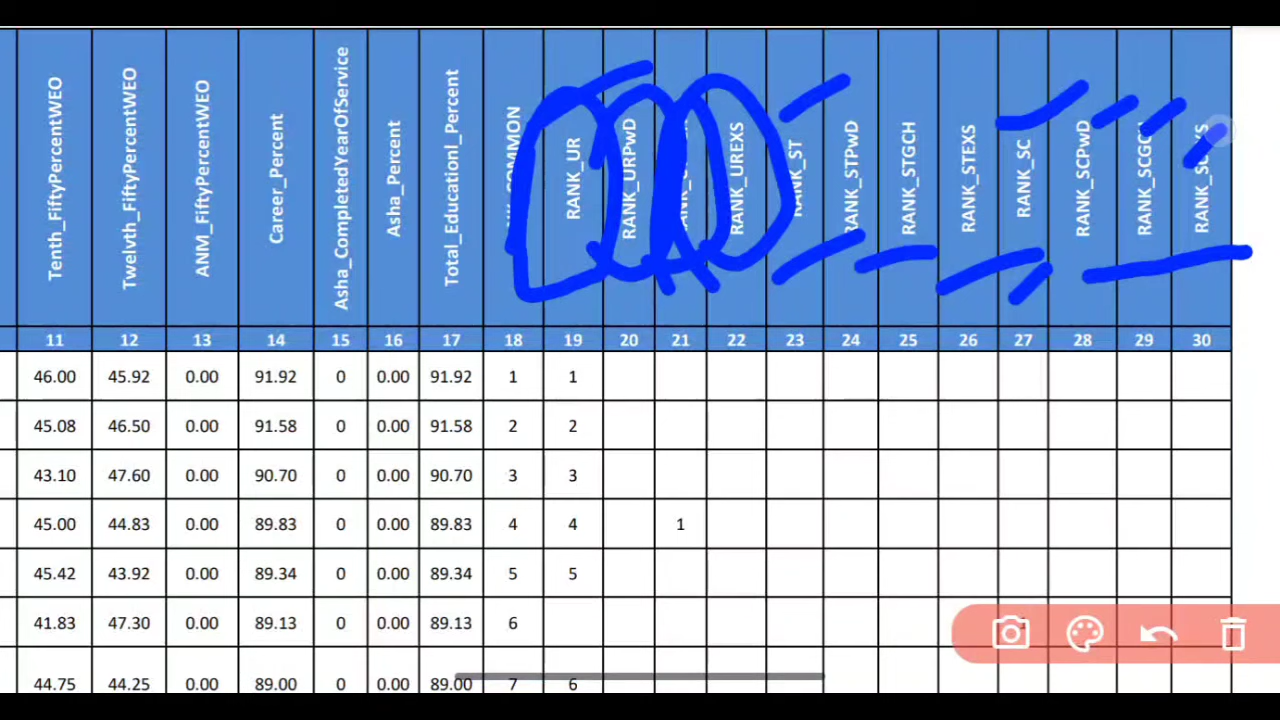 Tenth_FiftyPercentWEO Twelvth_FiftyPercentWEO ANM_FiftyPercentWEO Career_Percent Asha_CompletedYearOfService Asha_Percent Total_Educationl_Percent RANK_UR RANK_URPwD RANK_UREXS RANK_ST RANK_STPwD RANK_STGCH RANK_STEXS RANK_SC RANK_SCPwD
11 12 13 14 15 16 17 18 19 20 21 22 23 24 25 26 27 28 29 30
46.00 45.92 0.00 91.92 0 0.00 91.92 1 1
45.08 46.50 0.00 91.58 0 0.00 91.58 2 2
43.10 47.60 0.00 90.70 0 0.00 90.70 3 3
45.00 44.83 0.00 89.83 0 0.00 89.83 4 4 1
45.42 43.92 0.00 89.34 0 0.00 89.34 5 5
41.83 47.30 0.00 89.13 0 0.00 89.13 6
44.75 44.25 0.00 89.00 0 0.00 89.00 7 6